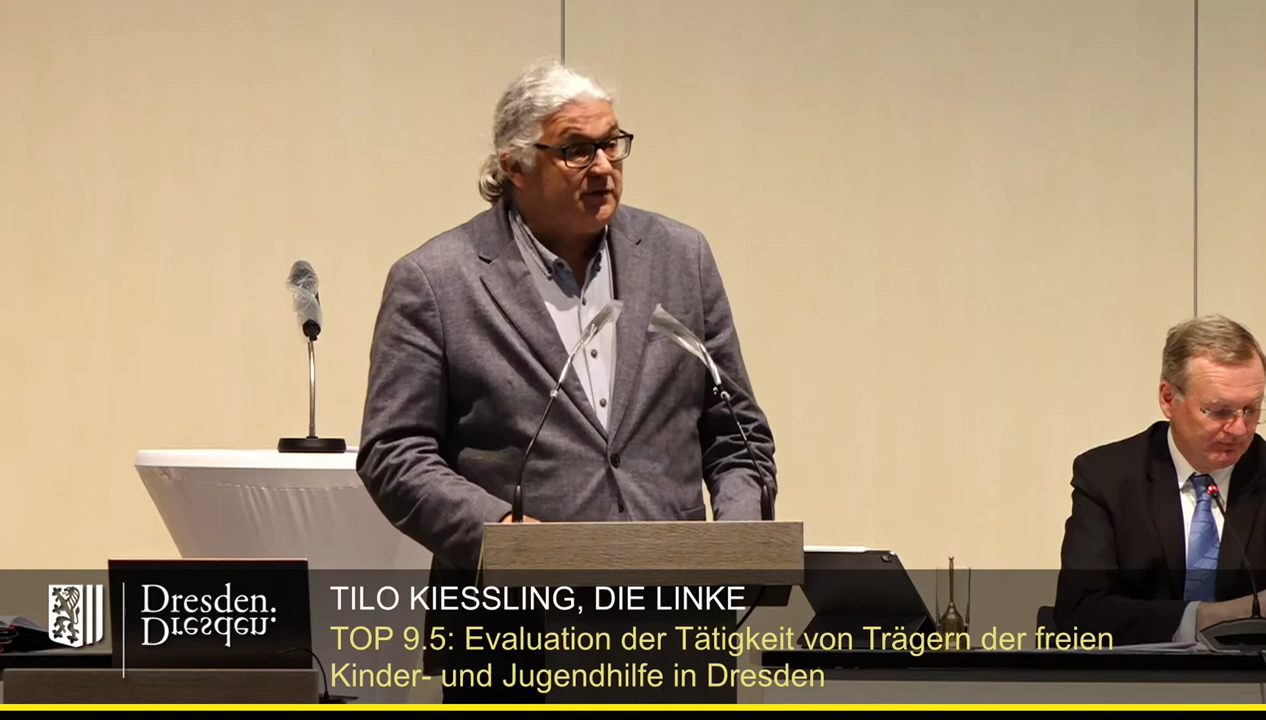 Dresden.
Dresden.
TILO KIESSLING, DIE LINKE
TOP 9.5: Evaluation der Tätigkeit von Trägern der freien
Kinder- und Jugendhilfe in Dresden